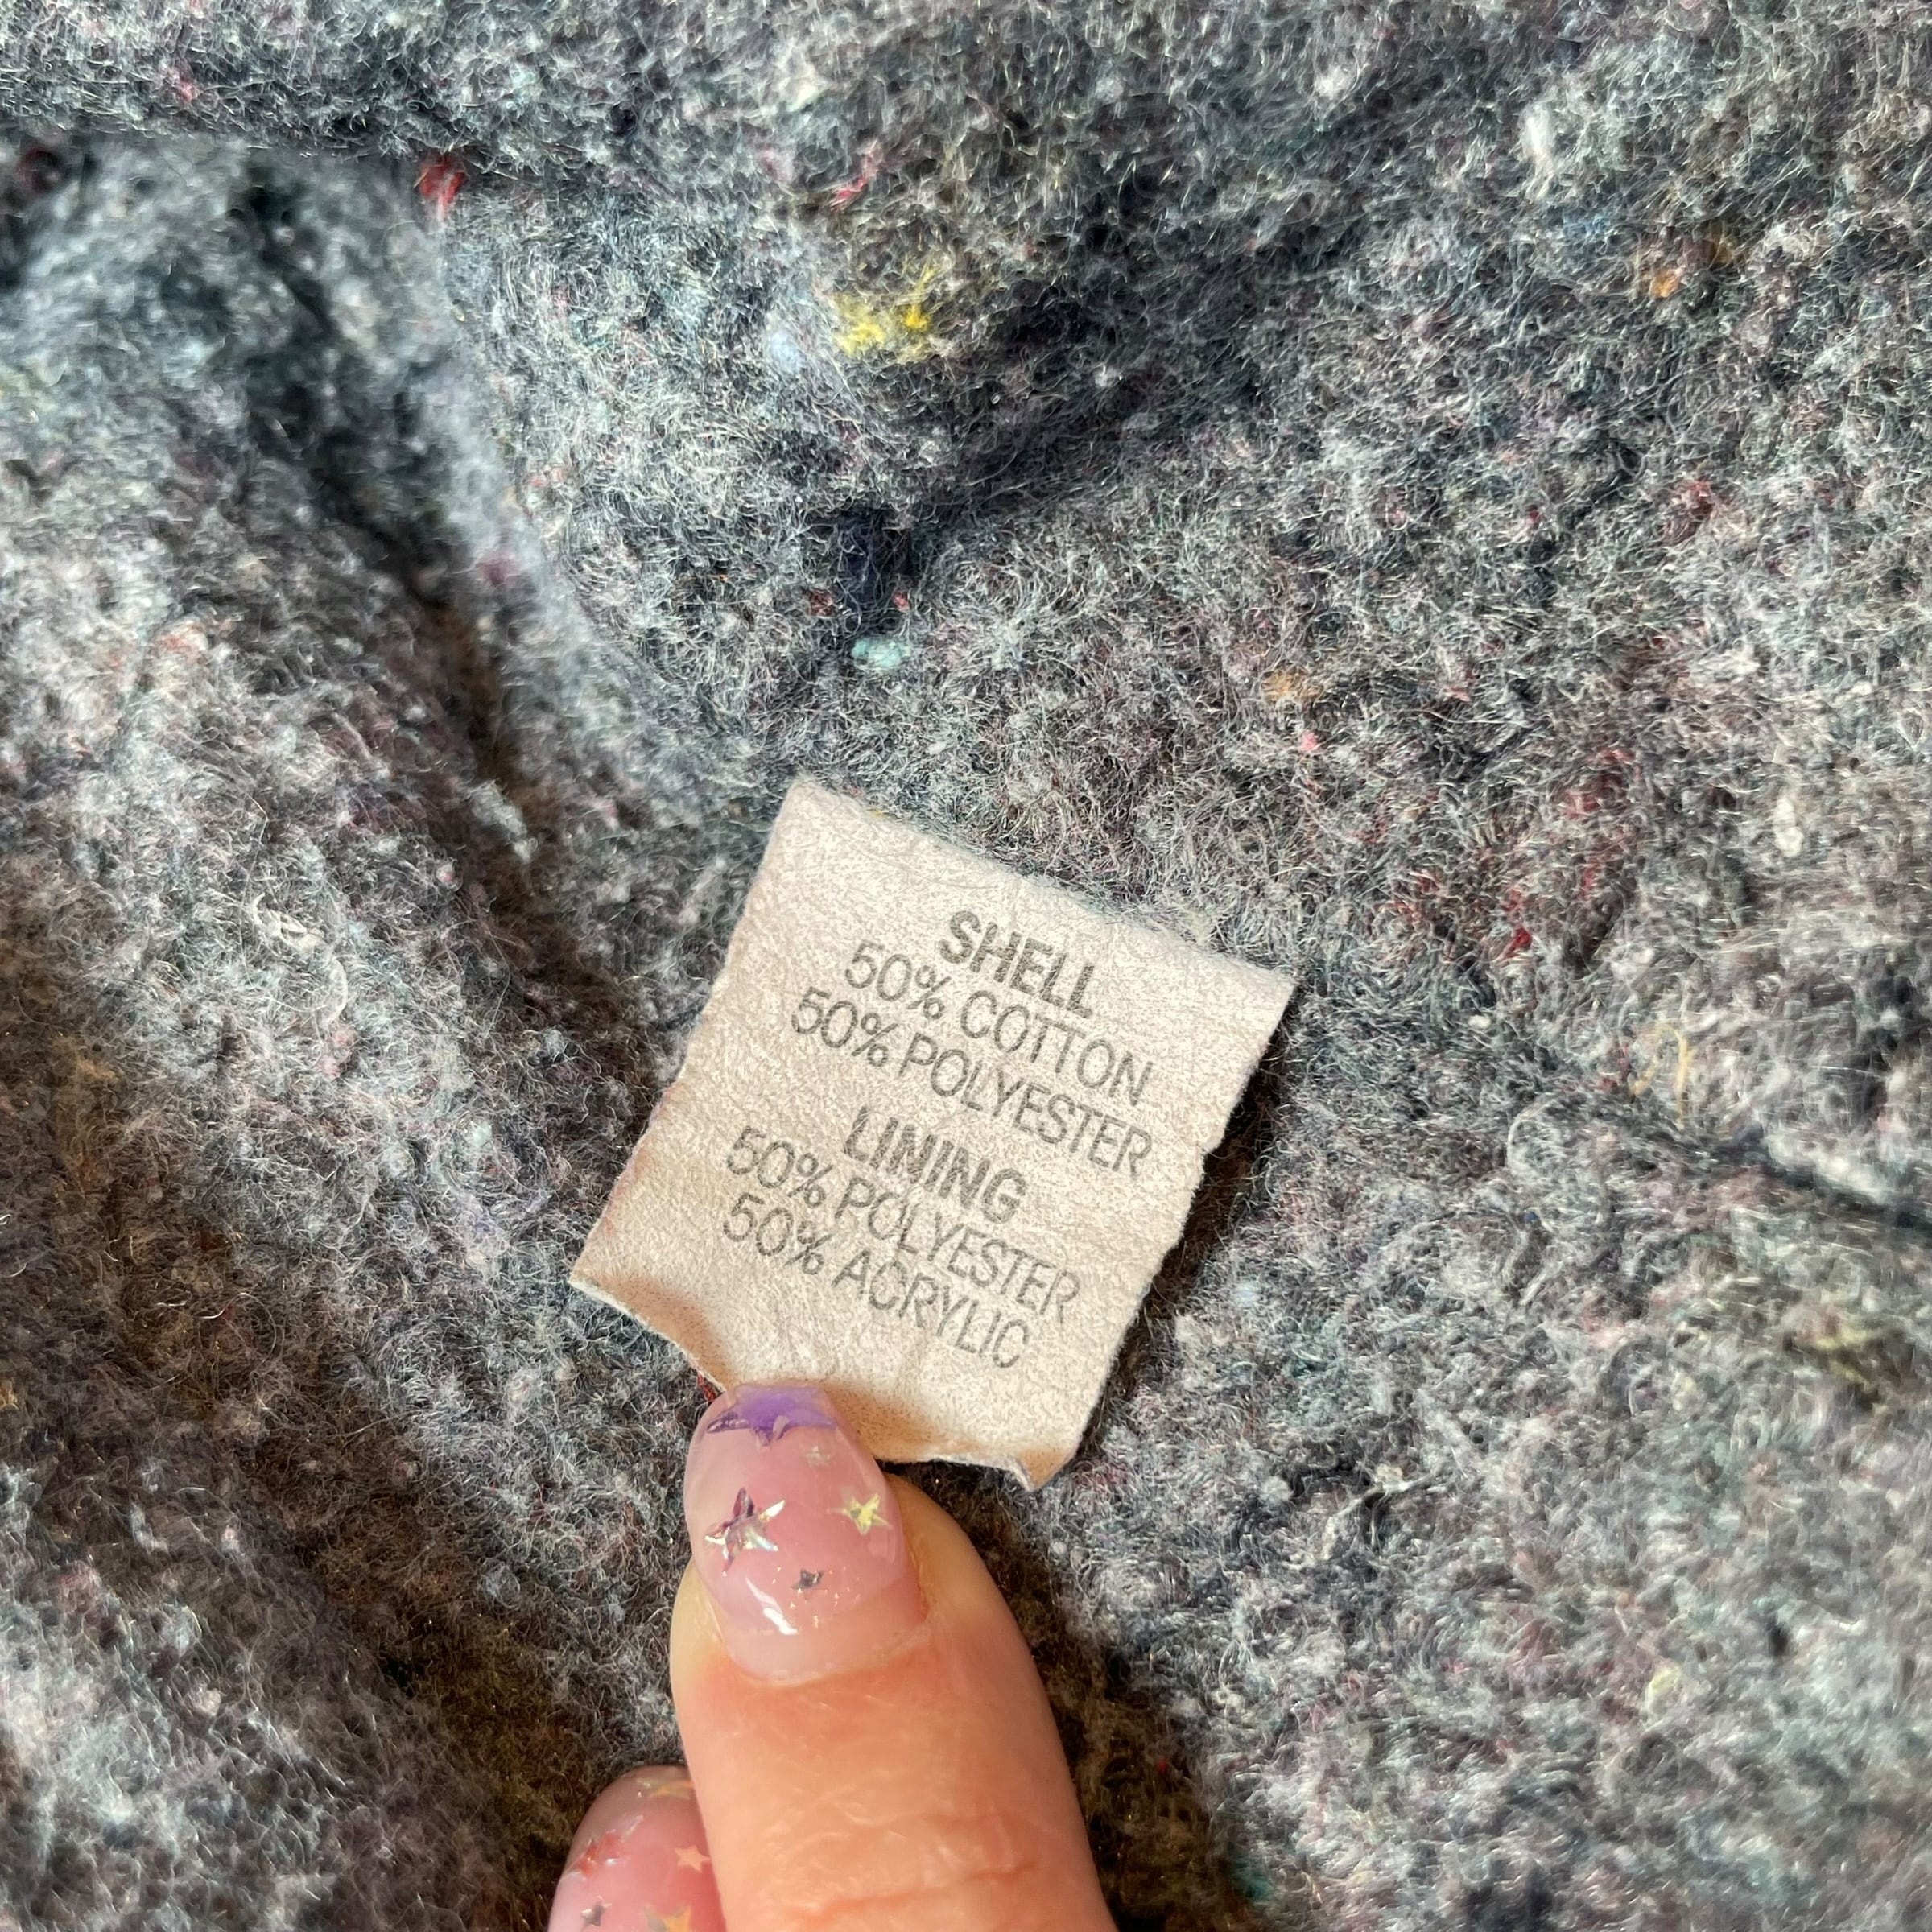 SHELL
50% COTTON
50% POLYESTER
LINING
50% POLYESTER
50% ACRYLIC